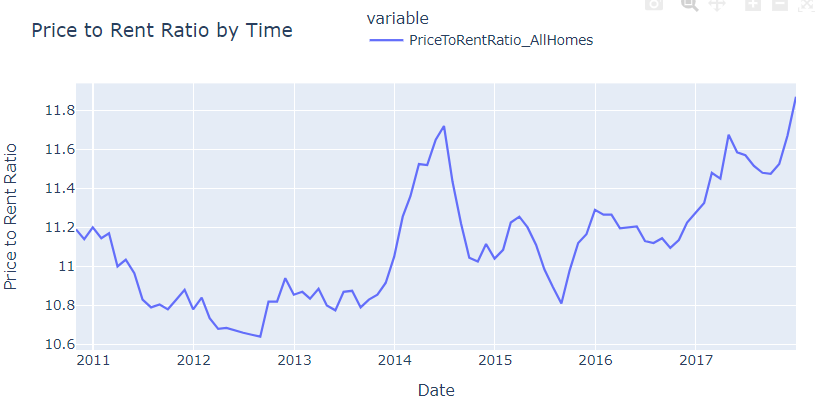 Price to Rent Ratio by Time
variable
PriceToRentRatio_AllHomes
Price to Rent Ratio
11.8
11.6
11.4
11.2
11
10.8
10.6
2011
2012
2013
2014
2015
2016
2017
Date